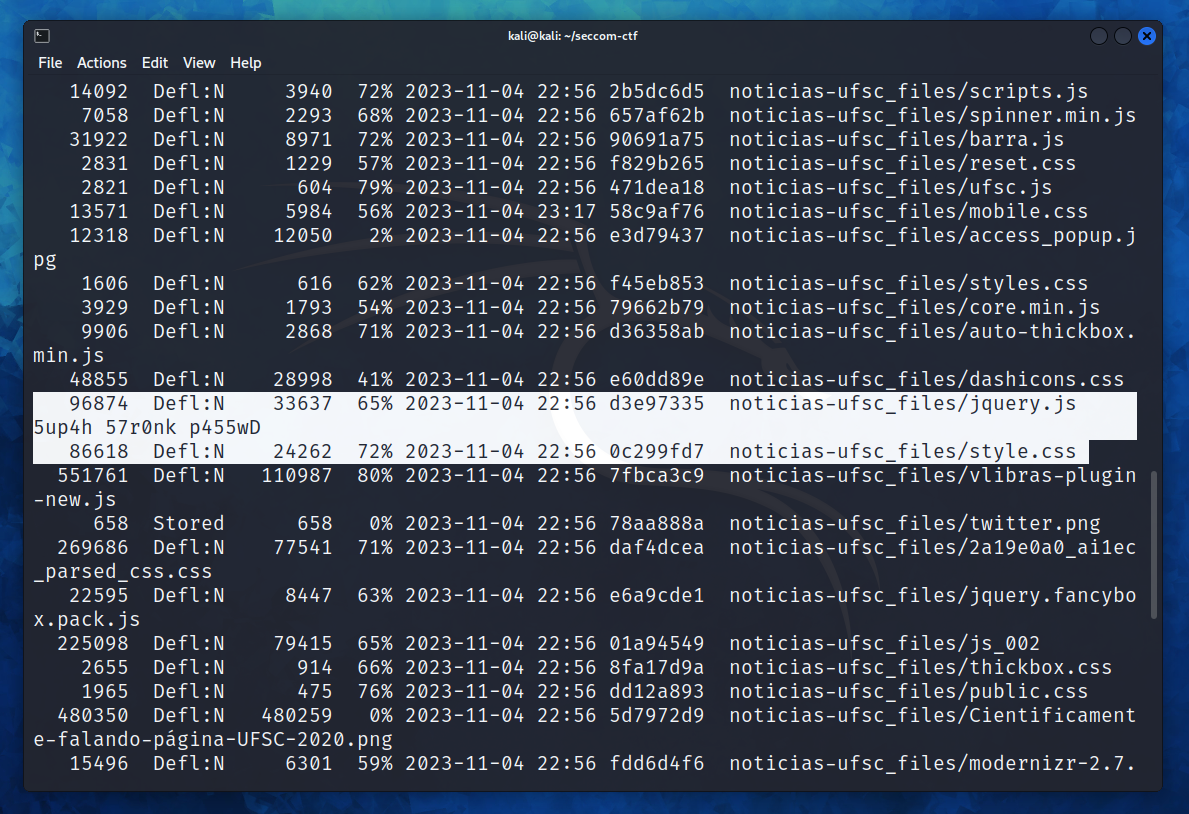 kali@kali: ~/seccom-ctf
File Actions Edit View Help
14092 Defl:N 3940 72% 2023-11-04 22:56 2b5dc6d5 noticias-ufsc_files/scripts.js
7058 Defl:N 2293 68% 2023-11-04 22:56 657af62b noticias-ufsc_files/spinner.min.js
31922 Defl:N 8971 72% 2023-11-04 22:56 90691a75 noticias-ufsc_files/barra.js
2831 Defl:N 1229 57% 2023-11-04 22:56 f829b265 noticias-ufsc_files/reset.css
2821 Defl:N 604 79% 2023-11-04 22:56 471dea18 noticias-ufsc_files/ufsc.js
13571 Defl:N 5984 56% 2023-11-04 23:17 58c9af76 noticias-ufsc_files/mobile.css
12318 Defl:N 12050 2% 2023-11-04 22:56 e3d79437 noticias-ufsc_files/access_popup.j
pg
1606 Defl:N 616 62% 2023-11-04 22:56 f45eb853 noticias-ufsc_files/styles.css
3929 Defl:N 1793 54% 2023-11-04 22:56 79662b79 noticias-ufsc_files/core.min.js
9906 Defl:N 2868 71% 2023-11-04 22:56 d36358ab noticias-ufsc_files/auto-thickbox.
min.js
48855 Defl:N 28998 41% 2023-11-04 22:56 e60dd89e noticias-ufsc_files/dashicons.css
96874 Defl:N 33637 65% 2023-11-04 22:56 d3e97335 noticias-ufsc_files/jquery.js
5up4h 57r0nk p455wD
86618 Defl:N 24262 72% 2023-11-04 22:56 0c299fd7 noticias-ufsc_files/style.css
551761 Defl:N 110987 80% 2023-11-04 22:56 7fbca3c9 noticias-ufsc_files/vlibras-plugin
-new.js
658 Stored 658 0% 2023-11-04 22:56 78aa888a noticias-ufsc_files/twitter.png
269686 Defl:N 77541 71% 2023-11-04 22:56 daf4dcea noticias-ufsc_files/2a19e0a0_ai1ec
_parsed_css.css
22595 Defl:N 8447 63% 2023-11-04 22:56 e6a9cde1 noticias-ufsc_files/jquery.fancybo
x.pack.js
225098 Defl:N 79415 65% 2023-11-04 22:56 01a94549 noticias-ufsc_files/js_002
2655 Defl:N 914 66% 2023-11-04 22:56 8fa17d9a noticias-ufsc_files/thickbox.css
1965 Defl:N 475 76% 2023-11-04 22:56 dd12a893 noticias-ufsc_files/public.css
480350 Defl:N 480259 0% 2023-11-04 22:56 5d7972d9 noticias-ufsc_files/Cientificament
e-falando-página-UFSC-2020.png
15496 Defl:N 6301 59% 2023-11-04 22:56 fdd6d4f6 noticias-ufsc_files/modernizr-2.7.